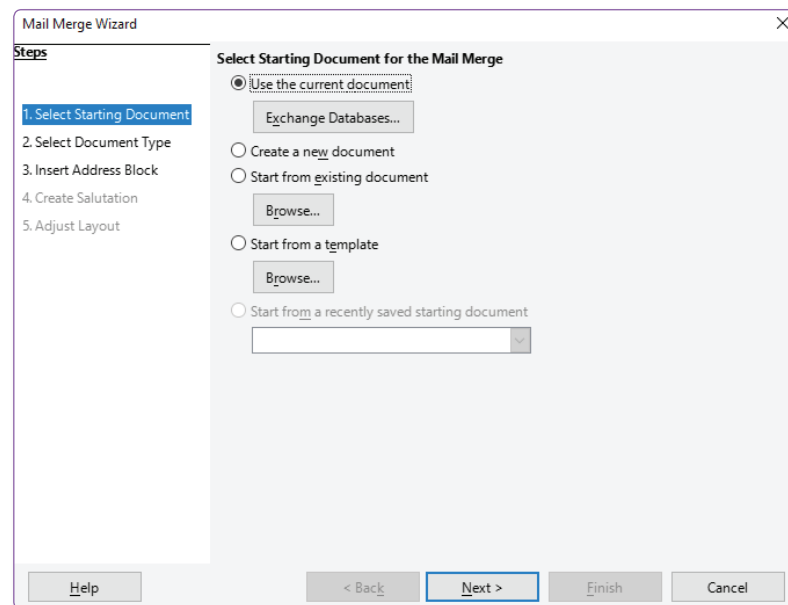 Mail Merge Wizard
Steps
1. Select Starting Document
2. Select Document Type
3. Insert Address Block
4. Create Salutation
5. Adjust Layout
Select Starting Document for the Mail Merge
Use the current document
Exchange Databases...
Create a new document
Start from existing document
Browse...
Start from a template
Browse...
Start from a recently saved starting document
Help
< Back
Next >
Finish
Cancel